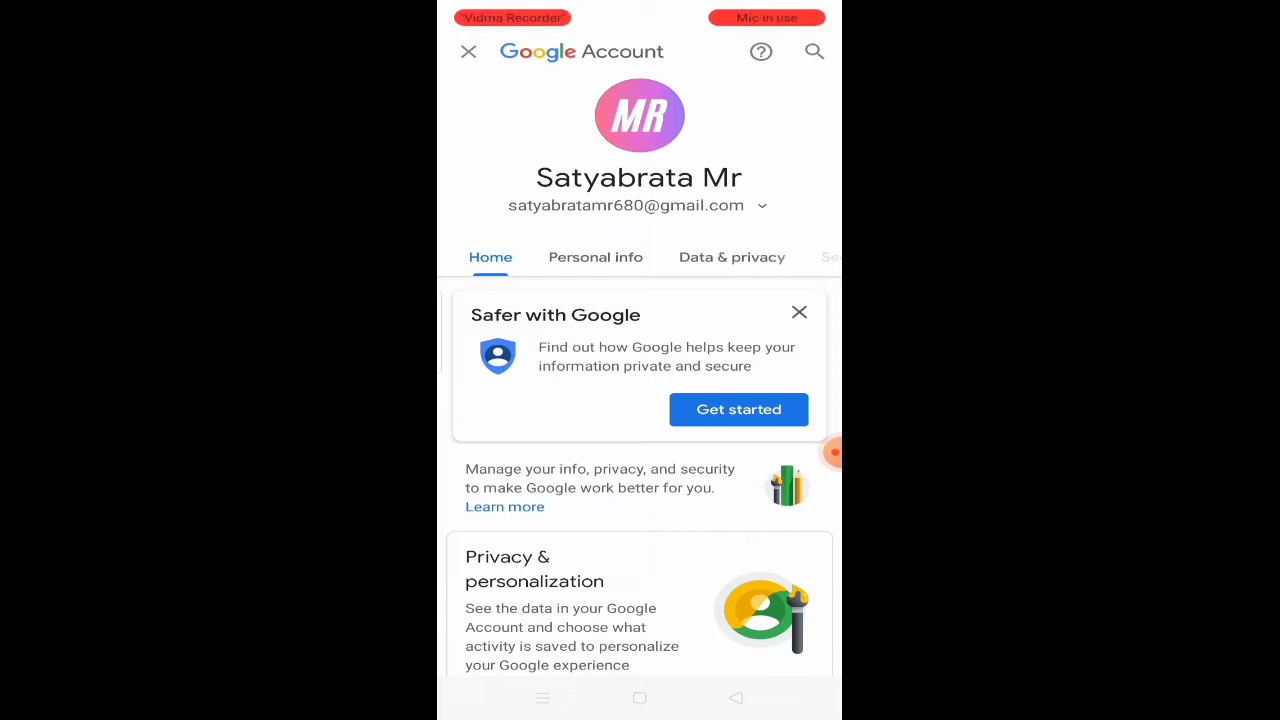 "Vidma Recorder" Mic in use
Google Account
MR
Satyabrata Mr
satyabratamr680@gmail.com
Home Personal info Data & privacy Se
Safer with Google
Find out how Google helps keep your
information private and secure
Get started
Manage your info, privacy, and security
to make Google work better for you.
Learn more
Privacy &
personalization
See the data in your Google
Account and choose what
activity is saved to personalize
your Google experience